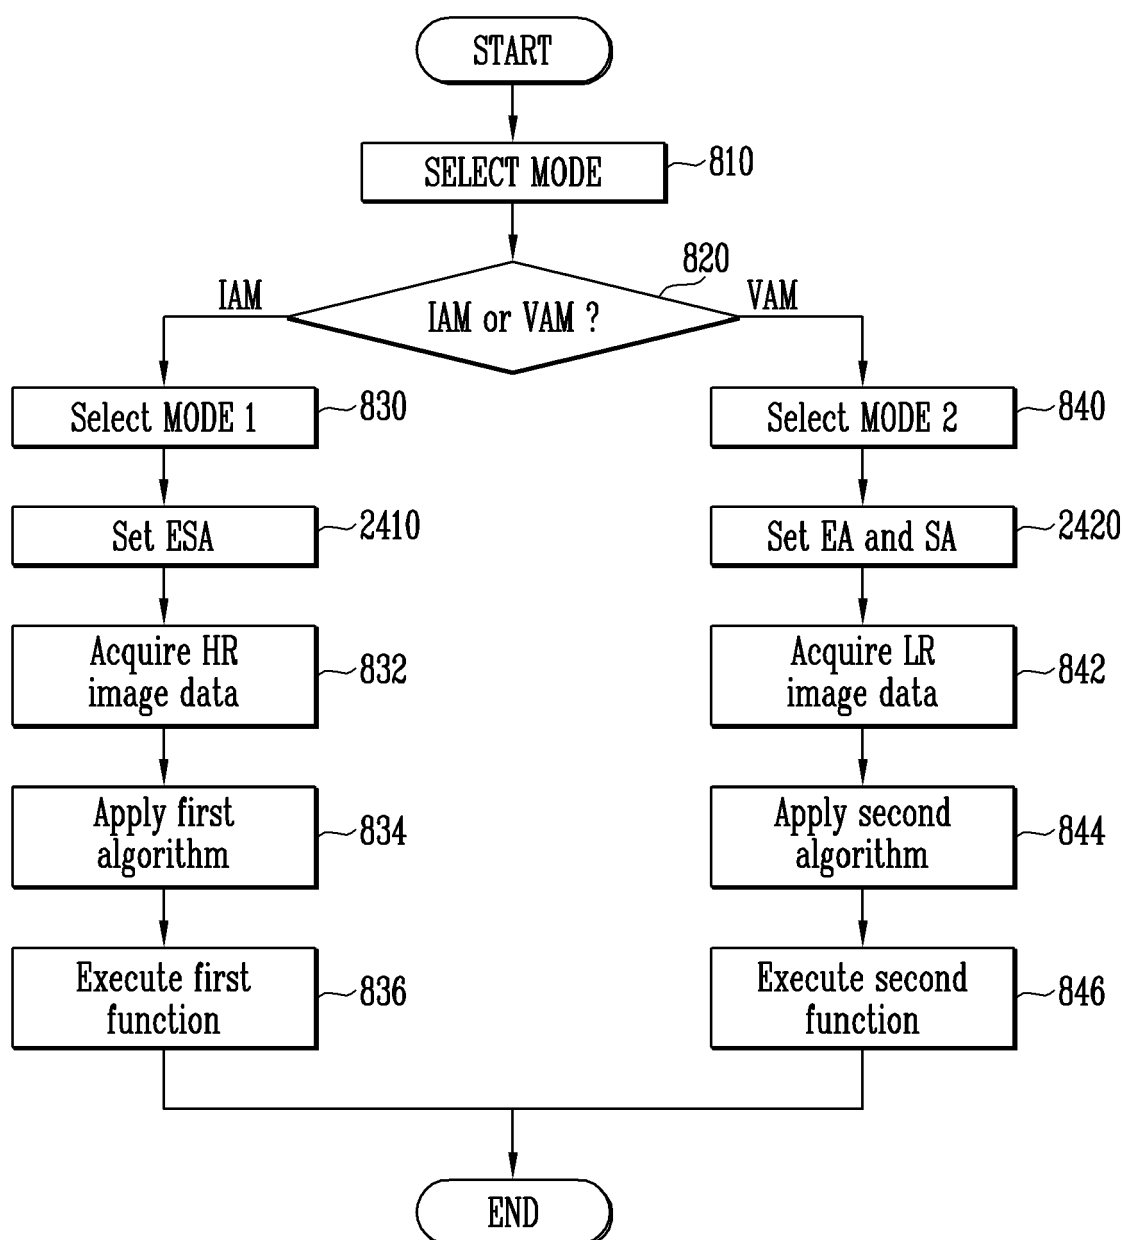 START
SELECT MODE
810
820
IAM
IAM or VAM ?
VAM
Select MODE 1
830
Select MODE 2
840
Set ESA
2410
Set EA and SA
2420
Acquire HR
image data
832
Acquire LR
image data
842
Apply first
algorithm
834
Apply second
algorithm
844
Execute first
function
836
Execute second
function
846
END